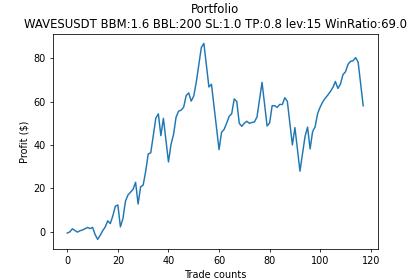 Portfolio
WAVESUSDT BBM:1.6 BBL:200 SL:1.0 TP:0.8 lev:15 WinRatio:69.0
80
60
40
20
0
Profit ($)
0 20 40 60 80 100 120
Trade counts